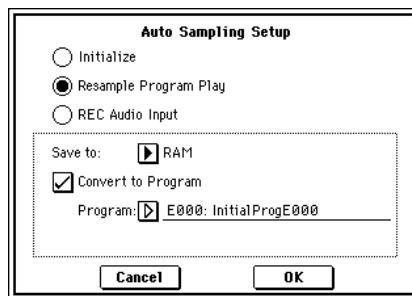 Auto Sampling Setup
Initialize
Resample Program Play
REC Audio Input
Save to: RAM
Convert to Program
Program: E000: InitialProgE000
Cancel OK